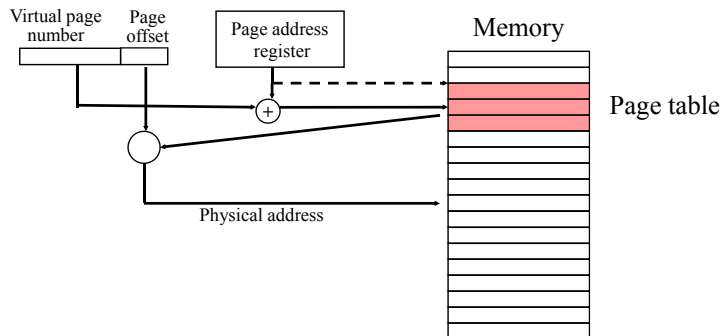 Virtual page
number
Page
offset
Page address
register
Memory
+
Page table
Physical address